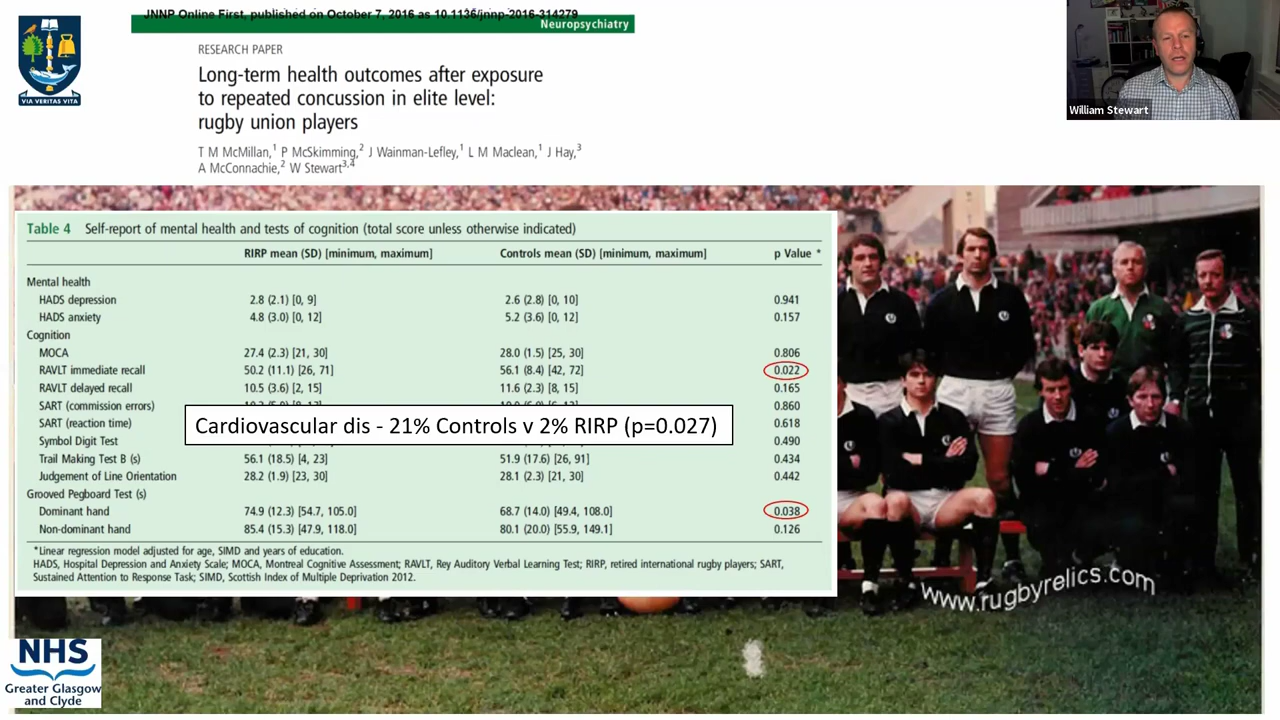 JNNP Online First, published on October 7, 2016 as 10.1136/jnnp-2016-314279
Neuropsychiatry
VIA VERITAS VITA
RESEARCH PAPER
Long-term health outcomes after exposure
to repeated concussion in elite level:
rugby union players
T M McMillan,1 P McSkimming,2 J Wainman-Lefley,1 L M Maclean,1 J Hay,3
A McConnachie,2 W Stewart3,4
William Stewart
Table 4 Self-report of mental health and tests of cognition (total score unless otherwise indicated)
RIRP mean (SD) [minimum, maximum] Controls mean (SD) [minimum, maximum] p Value *
Mental health
HADS depression 2.8 (2.1) [0, 9] 2.6 (2.8) [0, 10] 0.941
HADS anxiety 4.8 (3.0) [0, 12] 5.2 (3.6) [0, 12] 0.157
Cognition
MOCA 27.4 (2.3) [21, 30] 28.0 (1.5) [25, 30] 0.806
RAVLT immediate recall 50.2 (11.1) [26, 71] 56.1 (8.4) [42, 72] 0.022
RAVLT delayed recall 10.5 (3.6) [2, 15] 11.6 (2.3) [8, 15] 0.165
SART (commission errors) 0.860
SART (reaction time) 0.618
Cardiovascular dis - 21% Controls v 2% RIRP (p=0.027)
Symbol Digit Test 0.490
Trail Making Test B (s) 56.1 (18.5) [4, 23] 51.9 (17.6) [26, 91] 0.434
Judgement of Line Orientation 28.2 (1.9) [23, 30] 28.1 (2.3) [21, 30] 0.442
Grooved Pegboard Test (s)
Dominant hand 74.9 (12.3) [54.7, 105.0] 68.7 (14.0) [49.4, 108.0] 0.038
Non-dominant hand 85.4 (15.3) [47.9, 118.0] 80.1 (20.0) [55.9, 149.1] 0.126
*Linear regression model adjusted for age, SIMD and years of education.
HADS, Hospital Depression and Anxiety Scale; MOCA, Montreal Cognitive Assessment; RAVLT, Rey Auditory Verbal Learning Test; RIRP, retired international rugby players; SART,
Sustained Attention to Response Task; SIMD, Scottish Index of Multiple Deprivation 2012.
www.rugbyrelics.com
NHS
Greater Glasgow
and Clyde